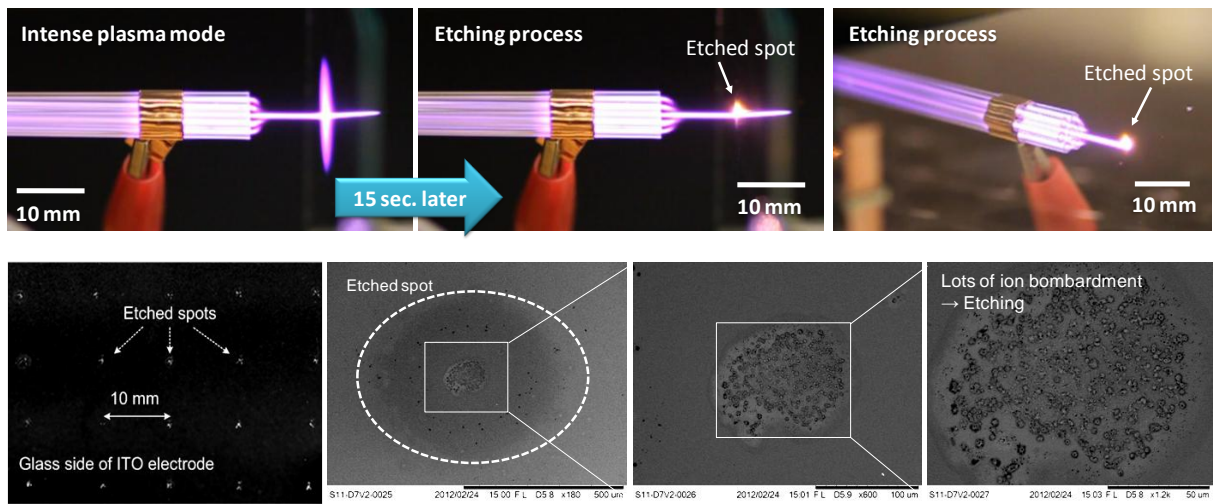 Intense plasma mode
10 mm
15 sec. later
Etching process
Etched spot
10 mm
Etching process
Etched spot
10 mm
Etched spots
10 mm
Glass side of ITO electrode
Etched spot
S11-D7V2-0025 2012/02/24 15:00 F L D5.8 x180 500 um
S11-D7V2-0026 2012/02/24 15:01 F L D5.9 x600 100 um
Lots of ion bombardment
→ Etching
S11-D7V2-0027 2012/02/24 15:03 F L D5.8 x1.2k 50 um